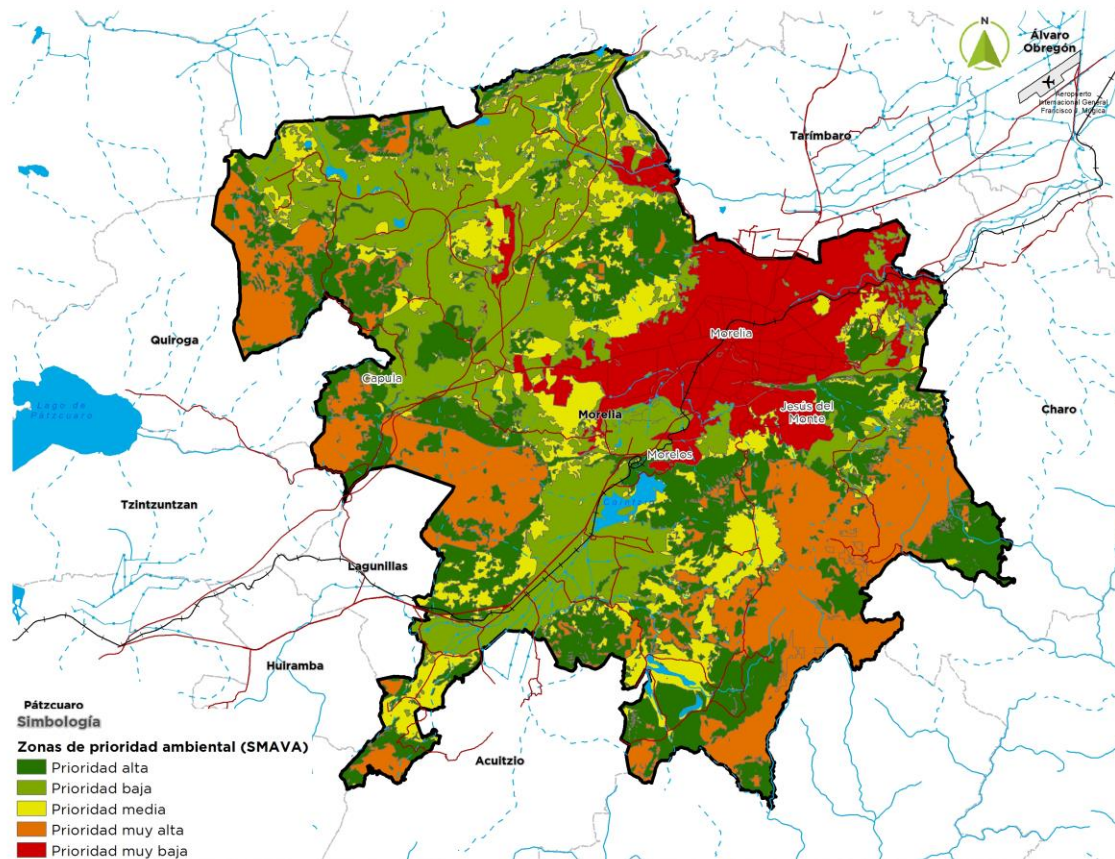 N
Álvaro
Obregón
Aeropuerto
Internacional General
Francisco J. Mújica
Tarímbaro
Quiroga
Morelia
Capula
Lago de
Pátzcuaro
Morelia
Jesús del
Monte
Charo
Morelos
Tzintzuntzan
Lagunillas
Huiramba
Pátzcuaro
Simbología
Zonas de prioridad ambiental (SMAVA)
Acuitzio
Prioridad alta
Prioridad baja
Prioridad media
Prioridad muy alta
Prioridad muy baja